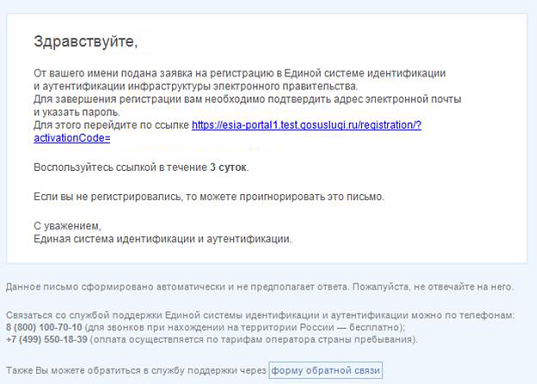 Здравствуйте,
От вашего имени подана заявка на регистрацию в Единой системе идентификации
и аутентификации инфраструктуры электронного правительства.
Для завершения регистрации вам необходимо подтвердить адрес электронной почты
и указать пароль.
Для этого перейдите по ссылке https://esia-portal1.test.gosuslugi.ru/registration/?
activationCode=
Воспользуйтесь ссылкой в течение 3 суток.
Если вы не регистрировались, то можете проигнорировать это письмо.
С уважением,
Единая система идентификации и аутентификации.
Данное письмо сформировано автоматически и не предполагает ответа. Пожалуйста, не отвечайте на него.
Связаться со службой поддержки Единой системы идентификации и аутентификации можно по телефонам:
8 (800) 100-70-10 (для звонков при нахождении на территории России — бесплатно);
+7 (499) 550-18-39 (оплата осуществляется по тарифам оператора страны пребывания).
Также Вы можете обратиться в службу поддержки через форму обратной связи